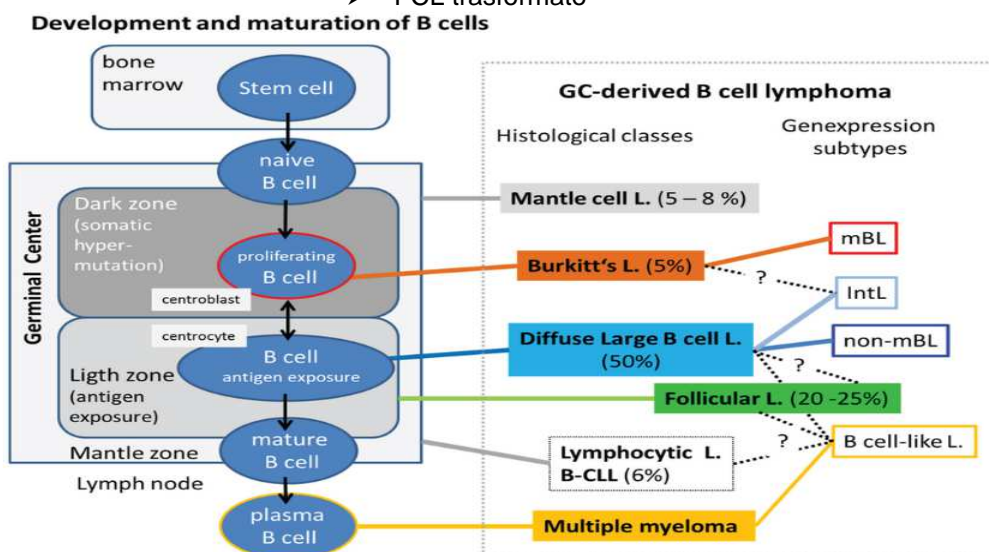 ➢ FCL trasformato
Development and maturation of B cells
bone
marrow
Stem cell
naive
B cell
Germinal Center
Dark zone
(somatic
hyper-
mutation)
proliferating
B cell
centroblast
centrocyte
B cell
antigen exposure
Ligth zone
(antigen
exposure)
mature
B cell
Mantle zone
Lymph node
plasma
B cell
GC-derived B cell lymphoma
Histological classes
Genexpression
subtypes
Mantle cell L. (5 – 8 %)
mBL
Burkitt‘s L. (5%)
?
IntL
Diffuse Large B cell L.
(50%)
non-mBL
?
Follicular L. (20 -25%)
?
B cell-like L.
Lymphocytic L.
B-CLL (6%)
Multiple myeloma